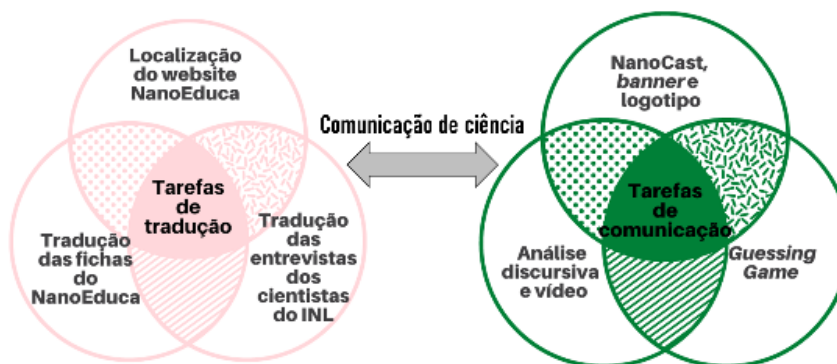 Localização
do website
NanoEduca
Tarefas
de
tradução
Tradução
das fichas
do
NanoEduca
Tradução
das
entrevistas
dos
cientistas
do INL
Comunicação de ciência
NanoCast,
banner e
logotipo
Tarefas
de
comunicação
Análise
discursiva
e vídeo
Guessing
Game